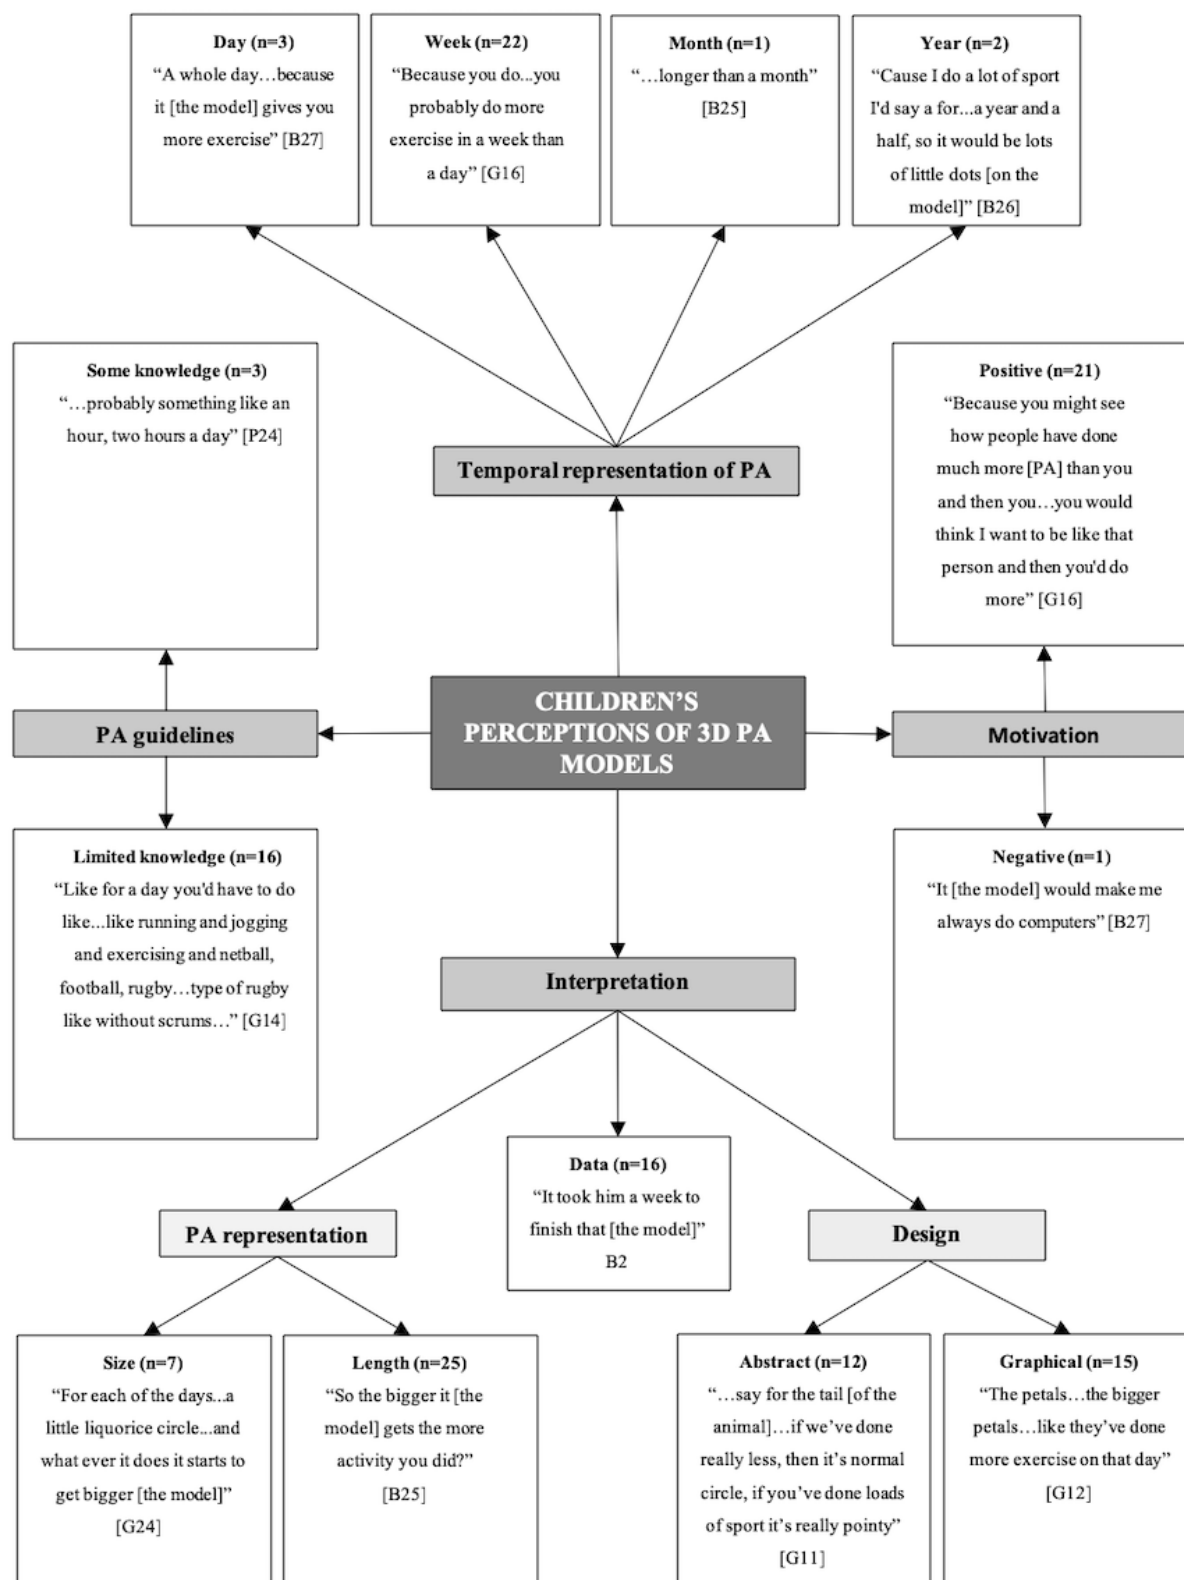 Day (n=3)
“A whole day…because
it [the model] gives you
more exercise” [B27]
Week (n=22)
“Because you do...you
probably do more
exercise in a week than
a day” [G16]
Month (n=1)
“…longer than a month”
[B25]
Year (n=2)
“Cause I do a lot of sport
I'd say a for...a year and a
half, so it would be lots
of little dots [on the
model]” [B26]
Some knowledge (n=3)
“…probably something like an
hour, two hours a day” [P24]
Temporal representation of PA
Positive (n=21)
“Because you might see
how people have done
much more [PA] than you
and then you…you would
think I want to be like that
person and then you'd do
more” [G16]
PA guidelines
CHILDREN’S
PERCEPTIONS OF 3D PA
MODELS
Motivation
Limited knowledge (n=16)
“Like for a day you'd have to do
like...like running and jogging
and exercising and netball,
football, rugby…type of rugby
like without scrums…” [G14]
Negative (n=1)
“It [the model] would make me
always do computers” [B27]
Interpretation
PA representation
Data (n=16)
“It took him a week to
finish that [the model]”
B2
Design
Size (n=7)
“For each of the days...a
little liquorice circle...and
what ever it does it starts to
get bigger [the model]”
[G24]
Length (n=25)
“So the bigger it [the
model] gets the more
activity you did?”
[B25]
Abstract (n=12)
“…say for the tail [of the
animal]…if we’ve done
really less, then it’s normal
circle, if you’ve done loads
of sport it’s really pointy”
[G11]
Graphical (n=15)
“The petals…the bigger
petals…like they’ve done
more exercise on that day”
[G12]